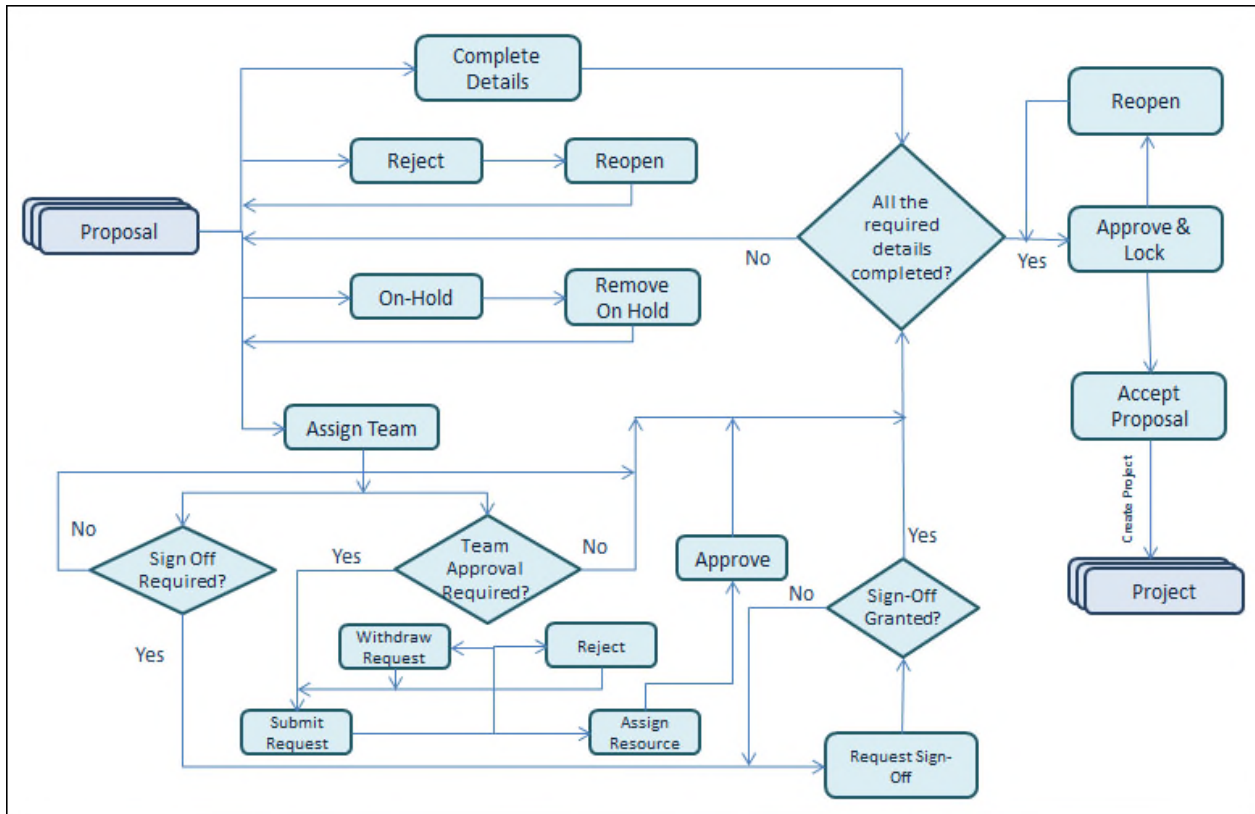 Complete
Details
Reopen
Reject
Reopen
All the
required
details
completed?
Proposal
Approve &
Lock
No
Yes
On-Hold
Remove
On Hold
Accept
Proposal
Assign Team
Create Project
No
Sign Off
Required?
Yes
Team
Approval
Required?
No
Approve
Yes
Sign-Off
Granted?
No
Project
Yes
Withdraw
Request
Reject
Submit
Request
Assign
Resource
Request Sign-
Off